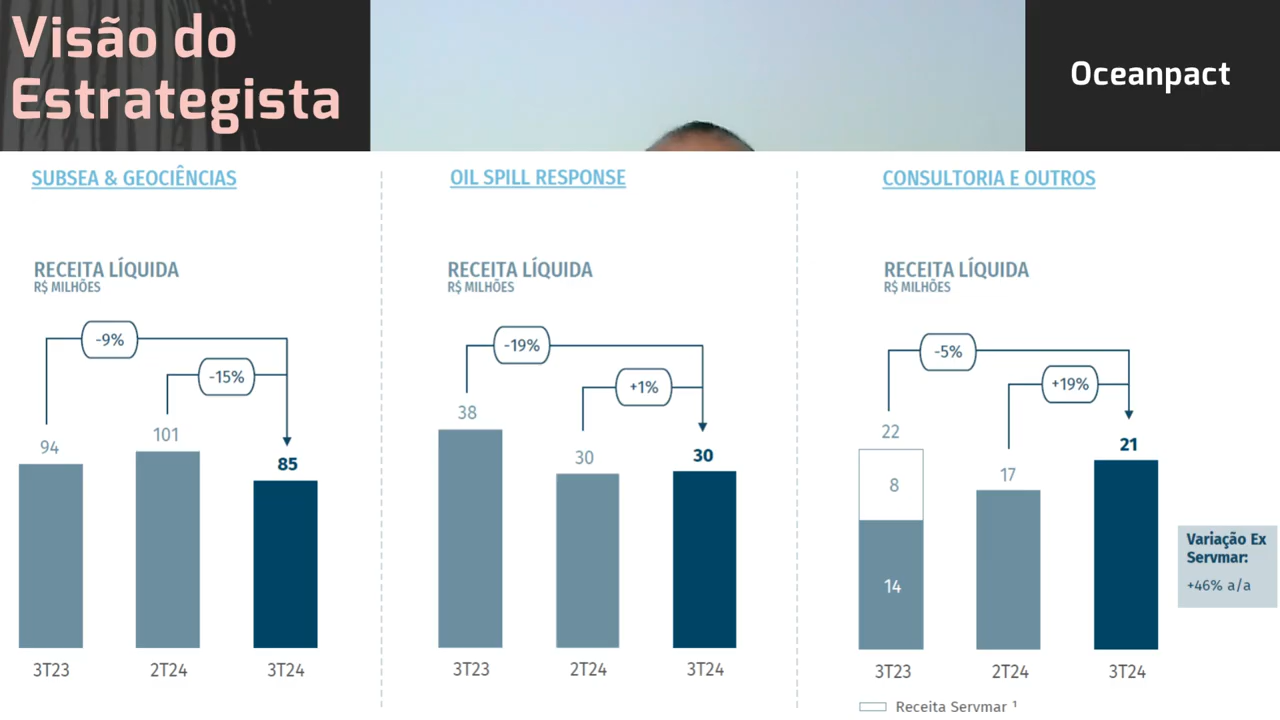 Visão do
Estrategista
Oceanpact
SUBSEA & GEOCIÊNCIAS
RECEITA LÍQUIDA
R$ MILHÕES
-9%
-15%
94
101
85
3T23
2T24
3T24
OIL SPILL RESPONSE
RECEITA LÍQUIDA
R$ MILHÕES
-19%
+1%
38
30
30
3T23
2T24
3T24
CONSULTORIA E OUTROS
RECEITA LÍQUIDA
R$ MILHÕES
-5%
+19%
22
8
14
17
21
3T23
2T24
3T24
Receita Servmar ¹
Variação Ex
Servmar:
+46% a/a